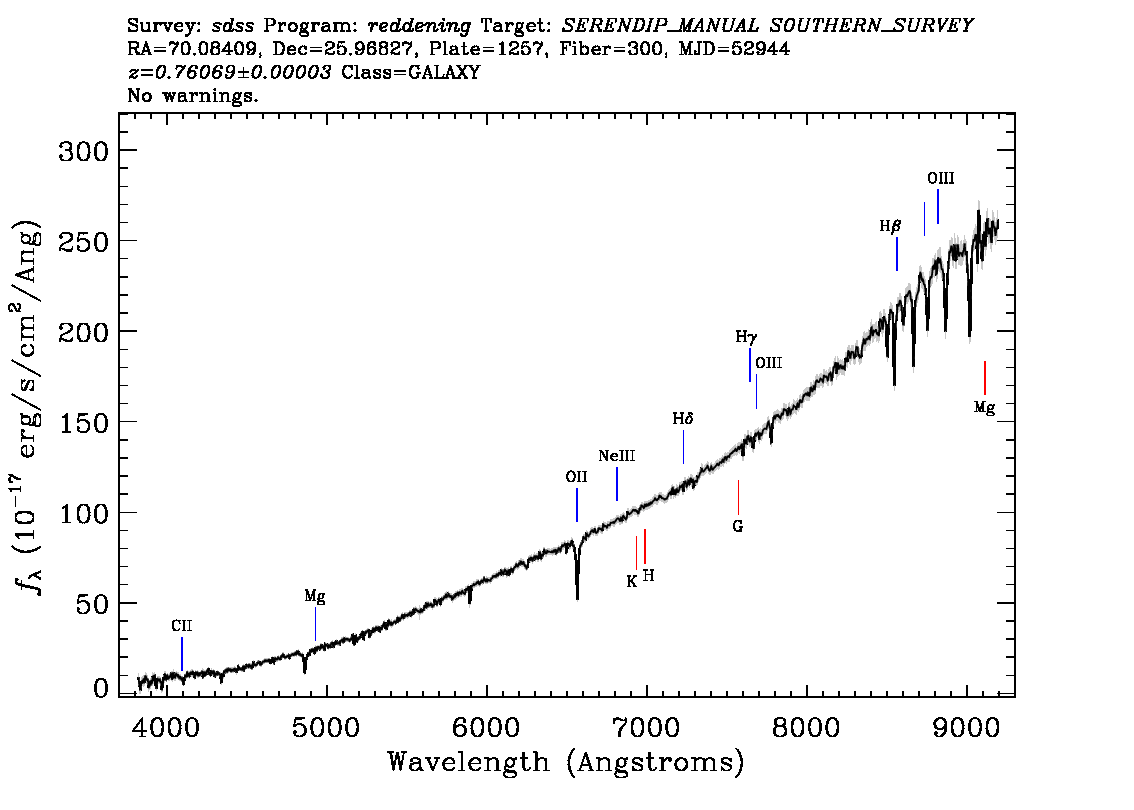 Survey: sdss Program: reddening Target: SERENDIP_MANUAL SOUTHERN_SURVEY
RA=70.08409, Dec=25.96827, Plate=1257, Fiber=300, MJD=52944
z=0.76069±0.00003 Class=GALAXY
No warnings.
OIII
Hβ
Hγ
OIII
Mg
Hδ
NeIII
OII
G
K H
Mg
CII
300
250
200
150
100
50
0
f_λ (10^-17 erg/s/cm^2/Ang)
4000 5000 6000 7000 8000 9000
Wavelength (Angstroms)